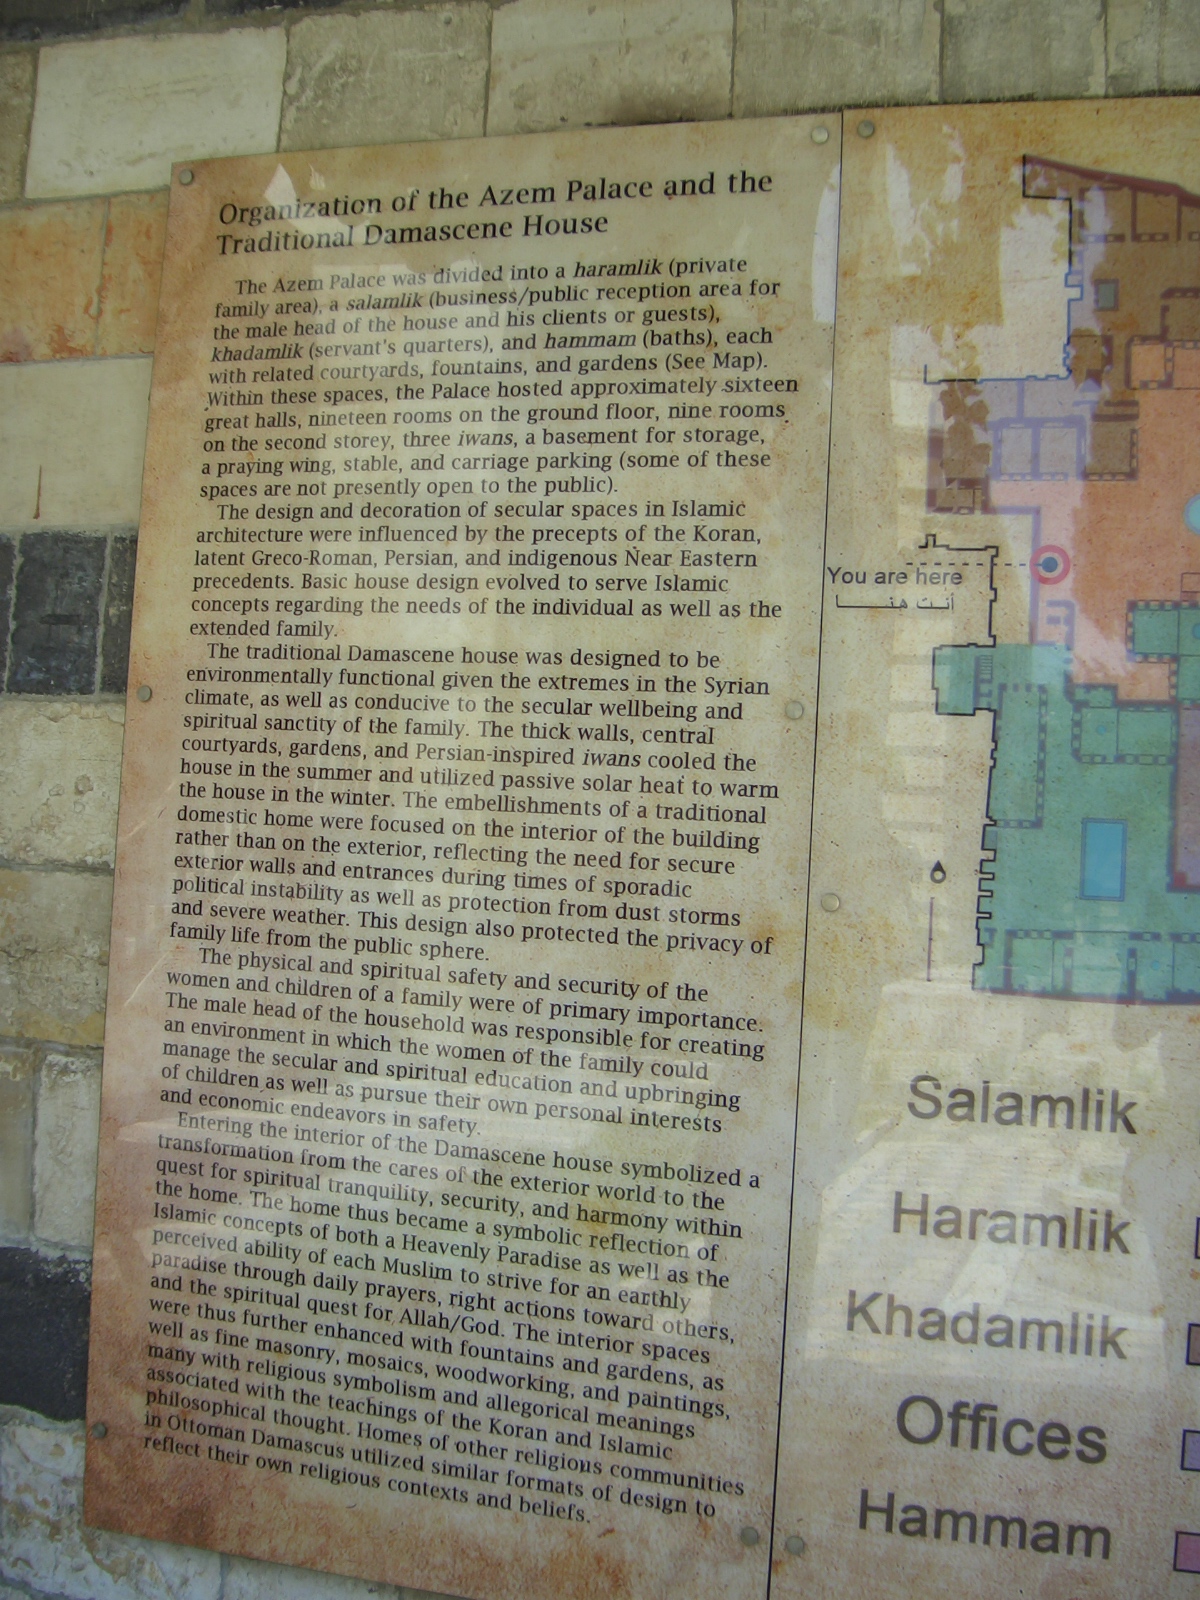 Organization of the Azem Palace and the
Traditional Damascene House
The Azem Palace was divided into a haramlik (private
family area), a salamlik (business/public reception area for
the male head of the house and his clients or guests),
khadamlik (servant's quarters), and hammam (baths), each
with related courtyards, fountains, and gardens (See Map).
Within these spaces, the Palace hosted approximately sixteen
great halls, nineteen rooms on the ground floor, nine rooms
on the second storey, three iwans, a basement for storage,
a praying wing, stable, and carriage parking (some of these
spaces are not presently open to the public).
The design and decoration of secular spaces in Islamic
architecture were influenced by the precepts of the Koran,
latent Greco-Roman, Persian, and indigenous Near Eastern
precedents. Basic house design evolved to serve Islamic
concepts regarding the needs of the individual as well as the
extended family.
The traditional Damascene house was designed to be
environmentally functional given the extremes in the Syrian
climate, as well as conducive to the secular wellbeing and
spiritual sanctity of the family. The thick walls, central
courtyards, gardens, and Persian-inspired iwans cooled the
house in the summer and utilized passive solar heat to warm
the house in the winter. The embellishments of a traditional
domestic home were focused on the interior of the building
rather than on the exterior, reflecting the need for secure
exterior walls and entrances during times of sporadic
political instability as well as protection from dust storms
and severe weather. This design also protected the privacy of
family life from the public sphere.
The physical and spiritual safety and security of the
women and children of a family were of primary importance.
The male head of the household was responsible for creating
an environment in which the women of the family could
manage the secular and spiritual education and upbringing
of children as well as pursue their own personal interests
and economic endeavors in safety.
Entering the interior of the Damascene house symbolized a
transformation from the cares of the exterior world to the
quest for spiritual tranquility, security, and harmony within
the home. The home thus became a symbolic reflection of
Islamic concepts of both a Heavenly Paradise as well as the
perceived ability of each Muslim to strive for an earthly
paradise through daily prayers, right actions toward others,
and the spiritual quest for Allah/God. The interior spaces
were thus further enhanced with fountains and gardens, as
well as fine masonry, mosaics, woodworking, and paintings,
many with religious symbolism and allegorical meanings
associated with the teachings of the Koran and Islamic
philosophical thought. Homes of other religious communities
in Ottoman Damascus utilized similar formats of design to
reflect their own religious contexts and beliefs.
You are here
أنت هنـــــا
Salamlik
Haramlik
Khadamlik
Offices
Hammam